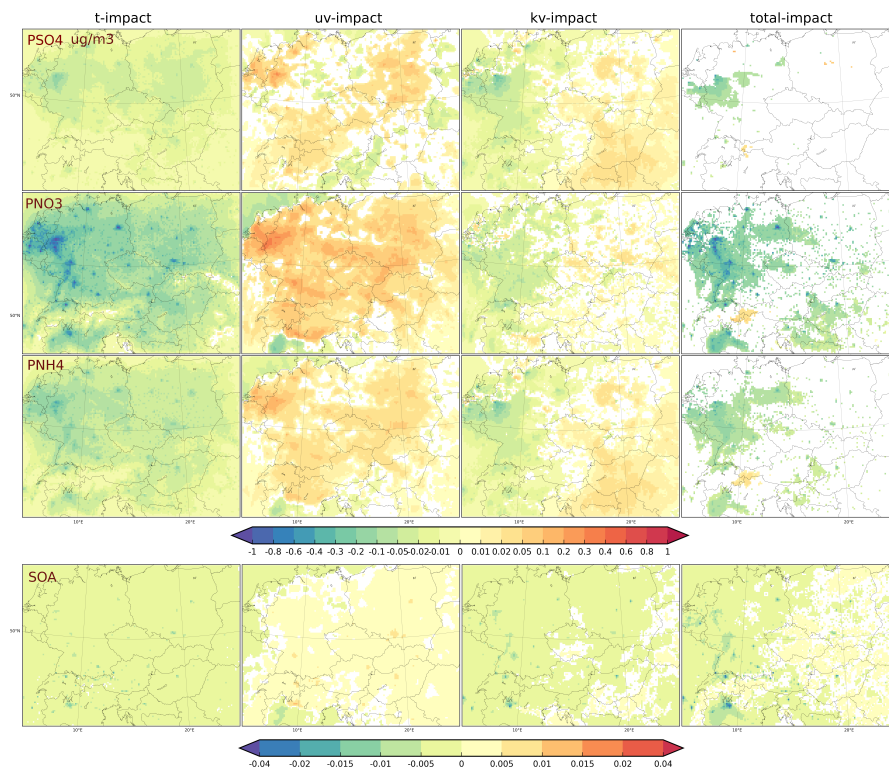 t-impact uv-impact kv-impact total-impact
PSO4 ug/m3
50°N
PNO3
50°N
PNH4
10°E 20°E 10°E 20°E 10°E 20°E 10°E 20°E
-1 -0.8 -0.6 -0.4 -0.3 -0.2 -0.1 -0.05 -0.02 -0.01 0 0.01 0.02 0.05 0.1 0.2 0.3 0.4 0.6 0.8 1
SOA
50°N
10°E 20°E 10°E 20°E 10°E 20°E 10°E 20°E
-0.04 -0.02 -0.015 -0.01 -0.005 0 0.005 0.01 0.015 0.02 0.04